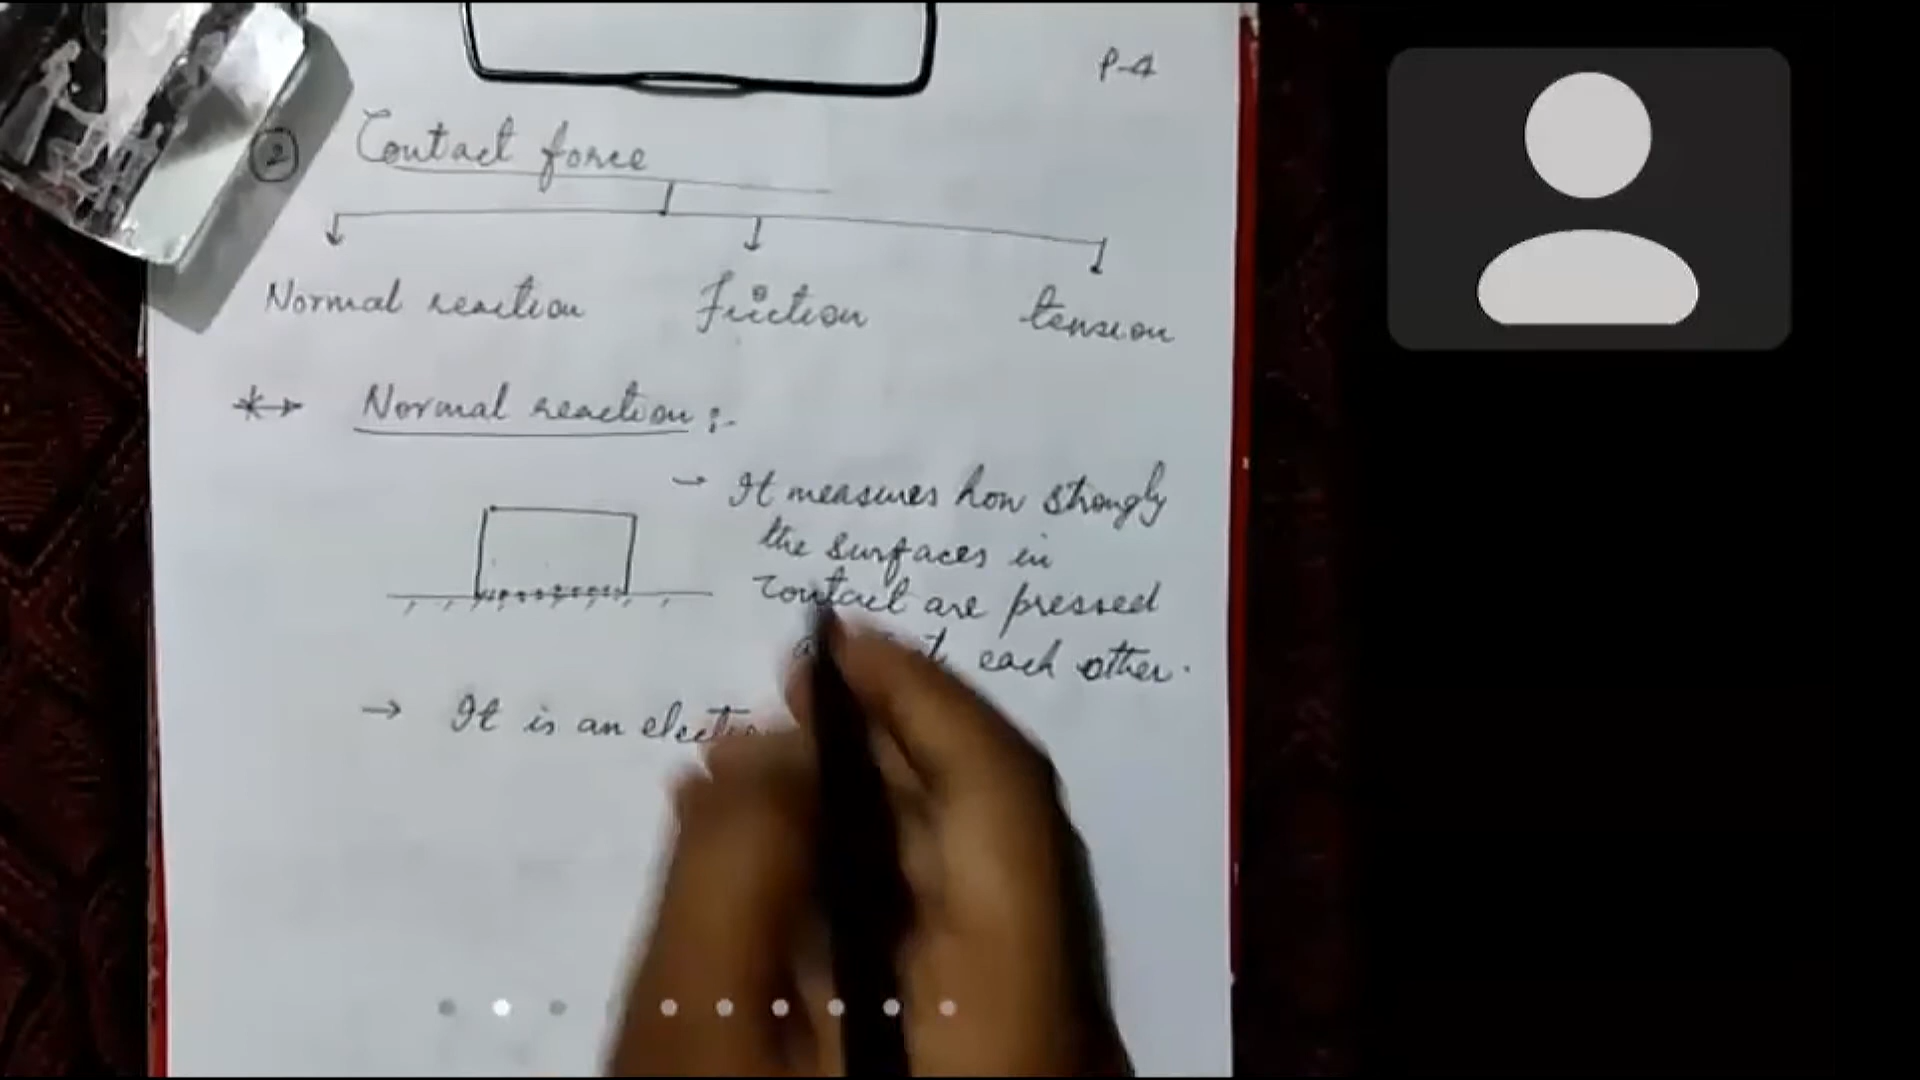 P-4
② Contact force
Normal reaction friction tension
Normal reaction :-
→ It measures how strongly
the surfaces in
contact are pressed
each other.
→ It is an